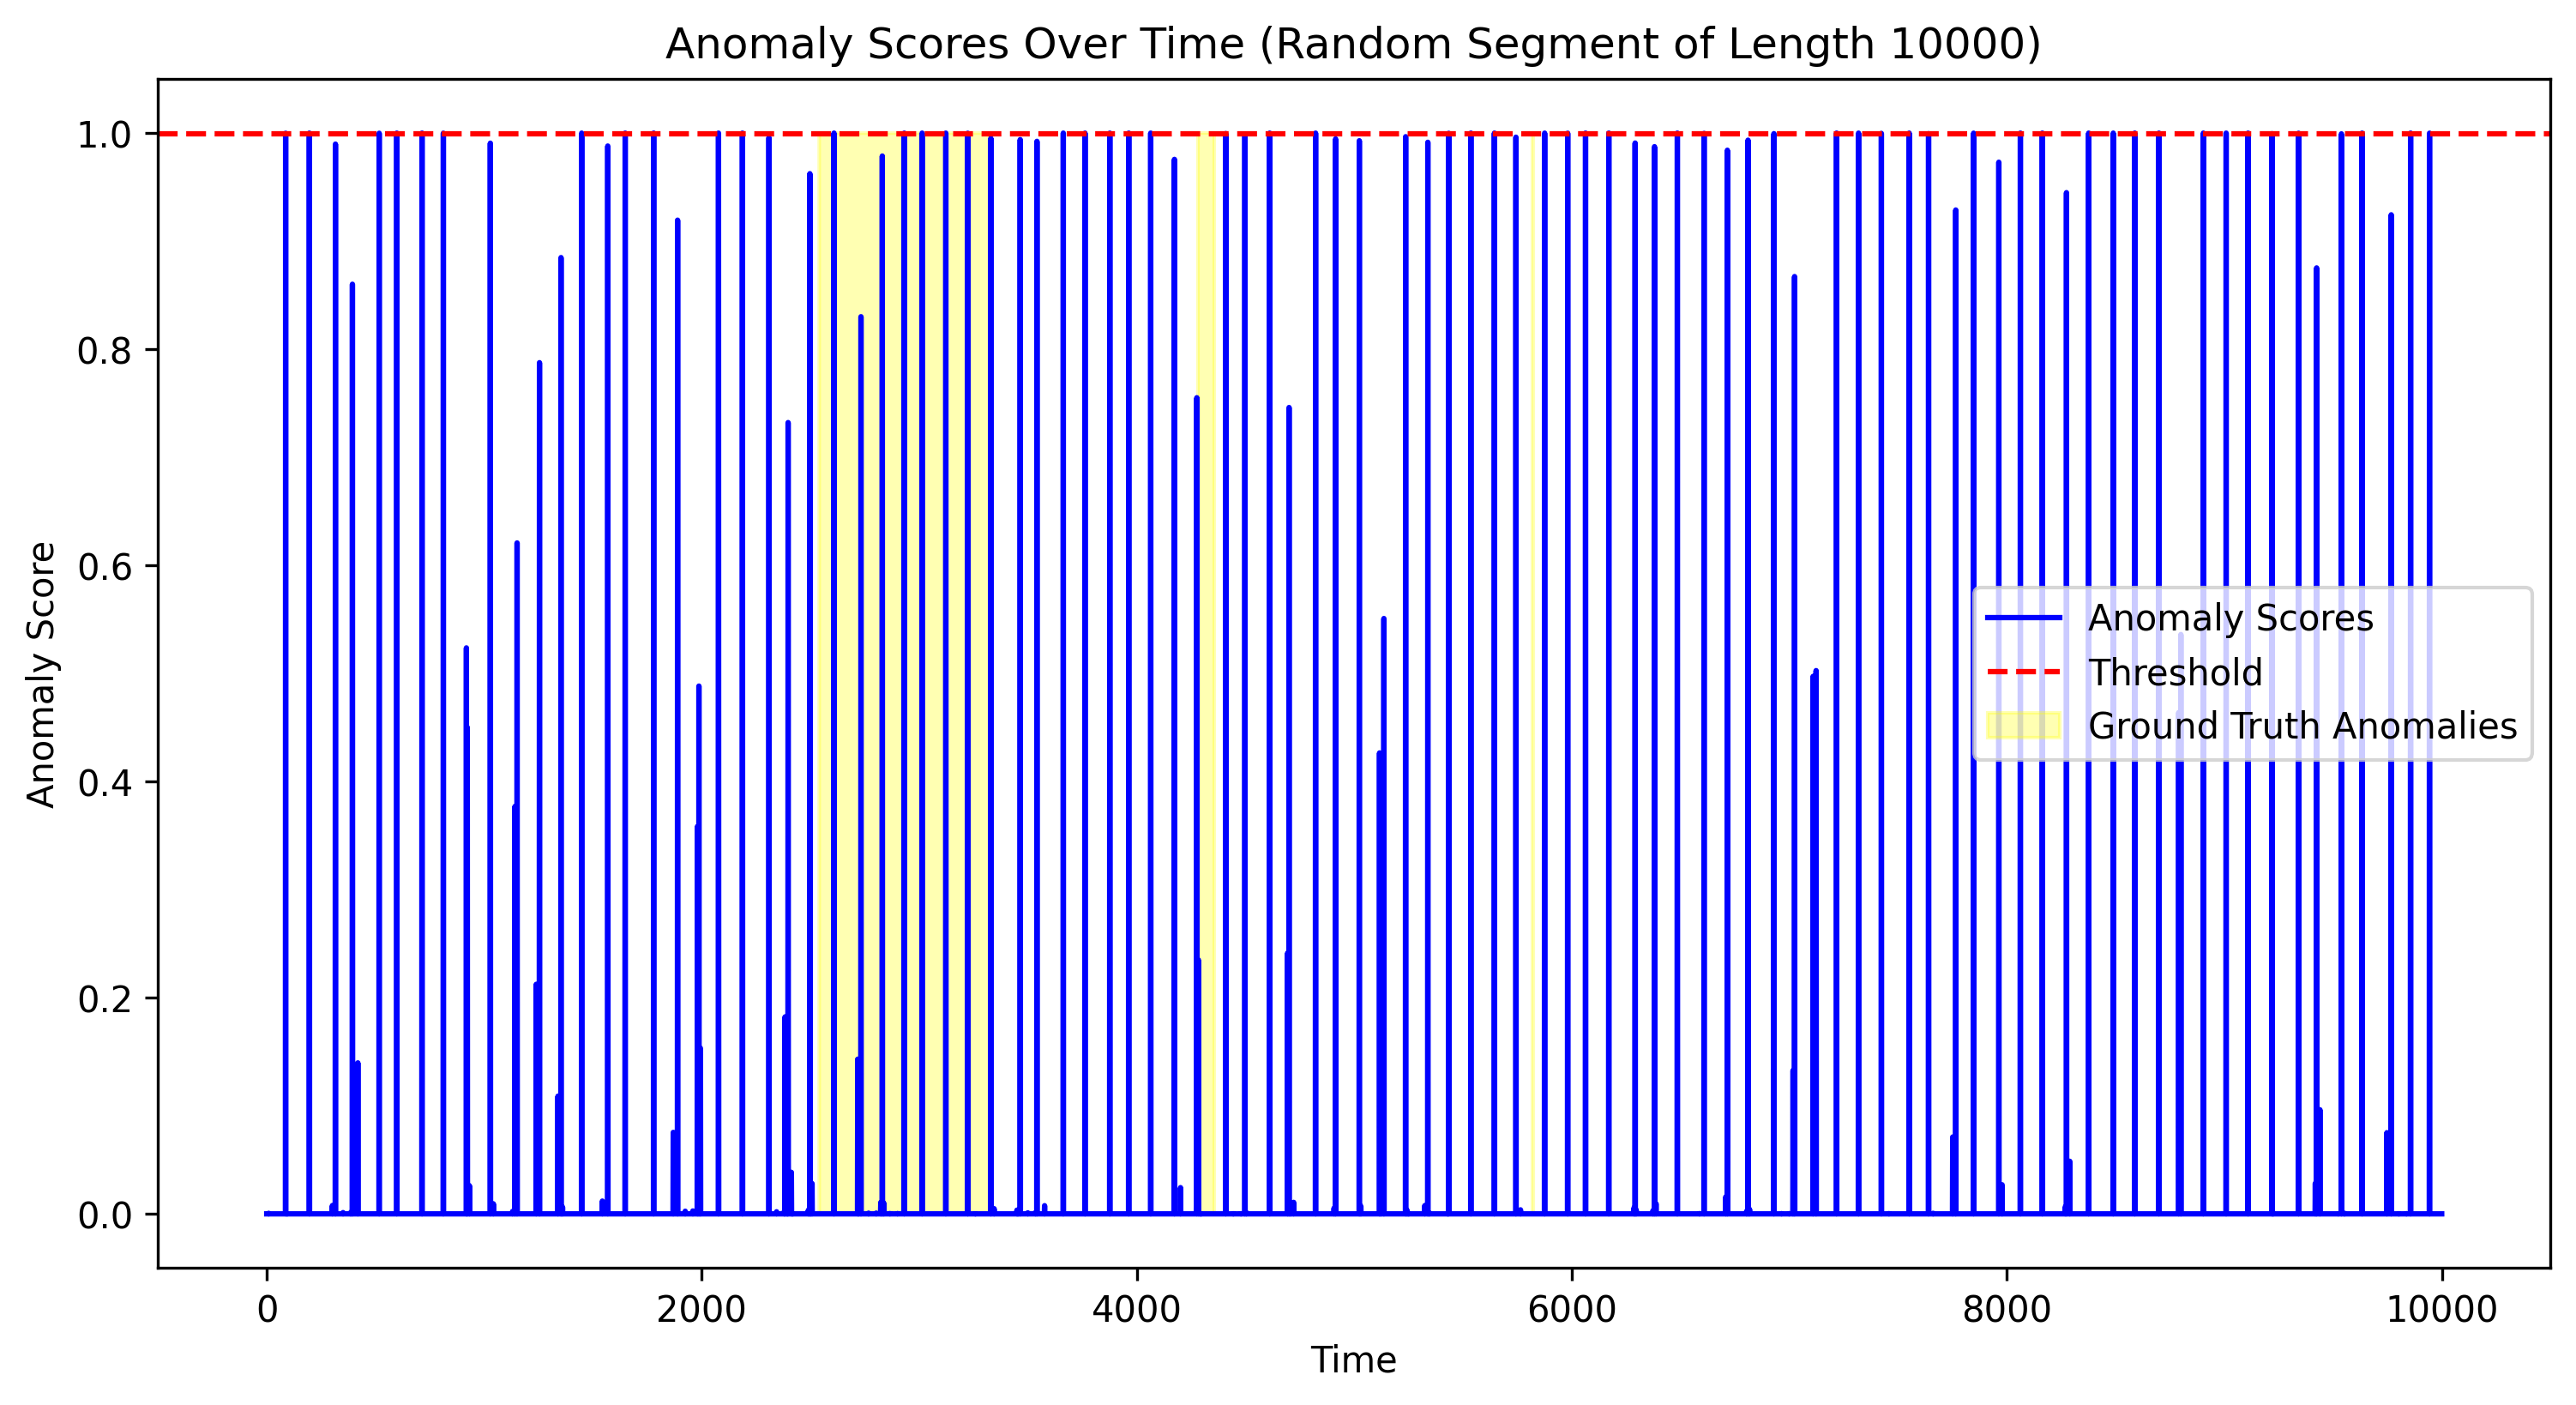 Anomaly Scores Over Time (Random Segment of Length 10000)
1.0
0.8
0.6
0.4
0.2
0.0
Anomaly Score
Anomaly Scores
Threshold
Ground Truth Anomalies
0
2000
4000
6000
8000
10000
Time